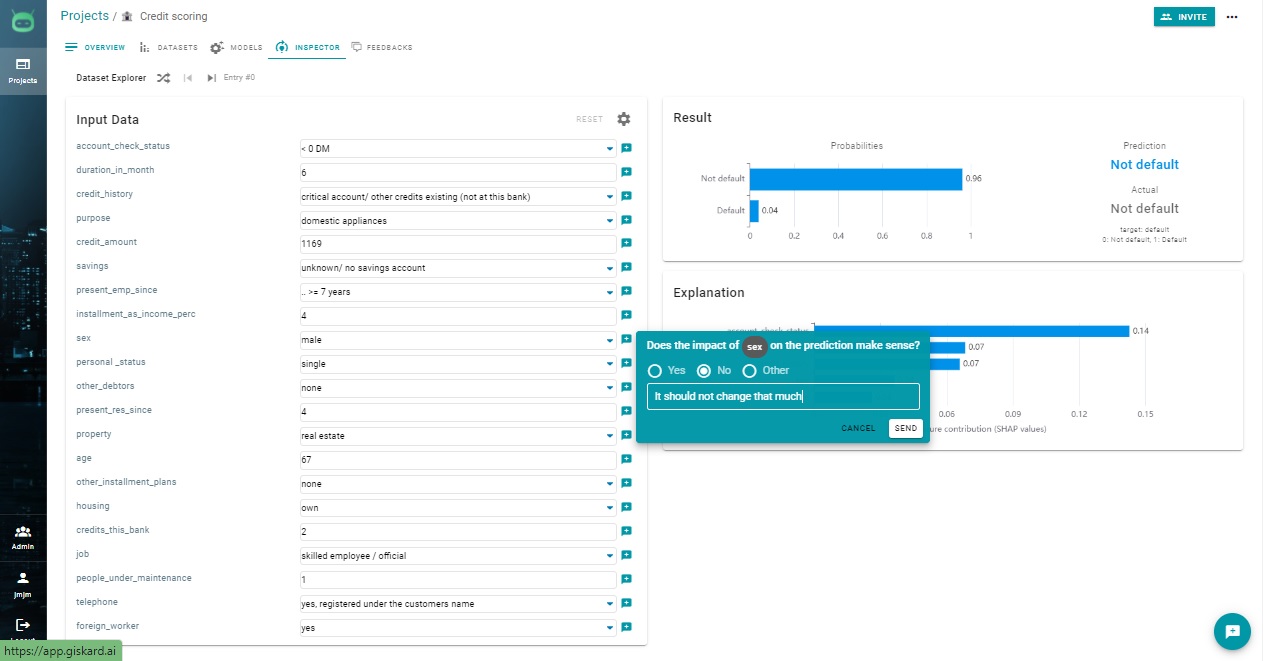 Projects / Credit scoring
INVITE
OVERVIEW DATASETS MODELS INSPECTOR FEEDBACKS
Projects
Dataset Explorer Entry #0
Input Data RESET
account_check_status < 0 DM
duration_in_month 6
credit_history critical account/ other credits existing (not at this bank)
purpose domestic appliances
credit_amount 1169
savings unknown/ no savings account
present_emp_since .. >= 7 years
installment_as_income_perc 4
sex male
personal _status single
other_debtors none
present_res_since 4
property real estate
age 67
other_installment_plans none
housing own
credits_this_bank 2
job skilled employee / official
people_under_maintenance 1
telephone yes, registered under the customers name
foreign_worker yes
Result
Probabilities
Not default 0.96
Default 0.04
0 0.2 0.4 0.6 0.8 1
Prediction
Not default
Actual
Not default
target: default
0: Not default, 1: Default
Explanation
account_check_status 0.14
0.07
0.07
0.06 0.09 0.12 0.15
ure contribution (SHAP values)
Does the impact of sex on the prediction make sense?
Yes No Other
It should not change that much
CANCEL SEND
Admin
jmjm
https://app.giskard.ai